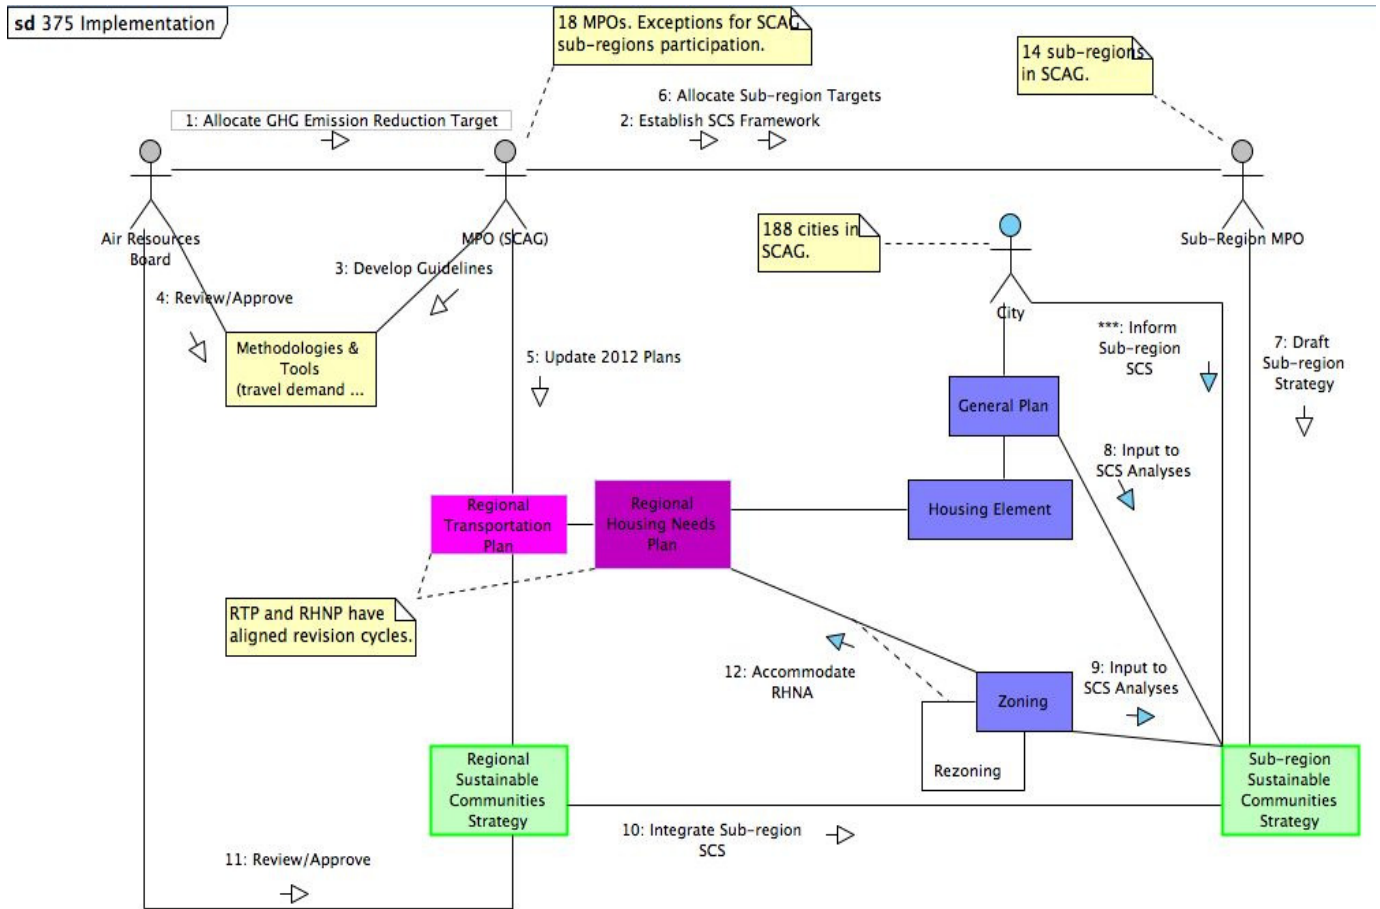 sd 375 Implementation
18 MPOs. Exceptions for SCAG
sub-regions participation.
14 sub-regions
in SCAG.
6: Allocate Sub-region Targets
1: Allocate GHG Emission Reduction Target
2: Establish SCS Framework
Air Resources
Board
MPO (SCAG)
188 cities in
SCAG.
Sub-Region MPO
3: Develop Guidelines
4: Review/Approve
City
Methodologies &
Tools
(travel demand ...
5: Update 2012 Plans
***: Inform
Sub-region
SCS
7: Draft
Sub-region
Strategy
General Plan
8: Input to
SCS Analyses
Regional
Transportation
Plan
Regional
Housing Needs
Plan
Housing Element
RTP and RHNP have
aligned revision cycles.
12: Accommodate
RHNA
Zoning
9: Input to
SCS Analyses
Rezoning
Regional
Sustainable
Communities
Strategy
Sub-region
Sustainable
Communities
Strategy
10: Integrate Sub-region
SCS
11: Review/Approve